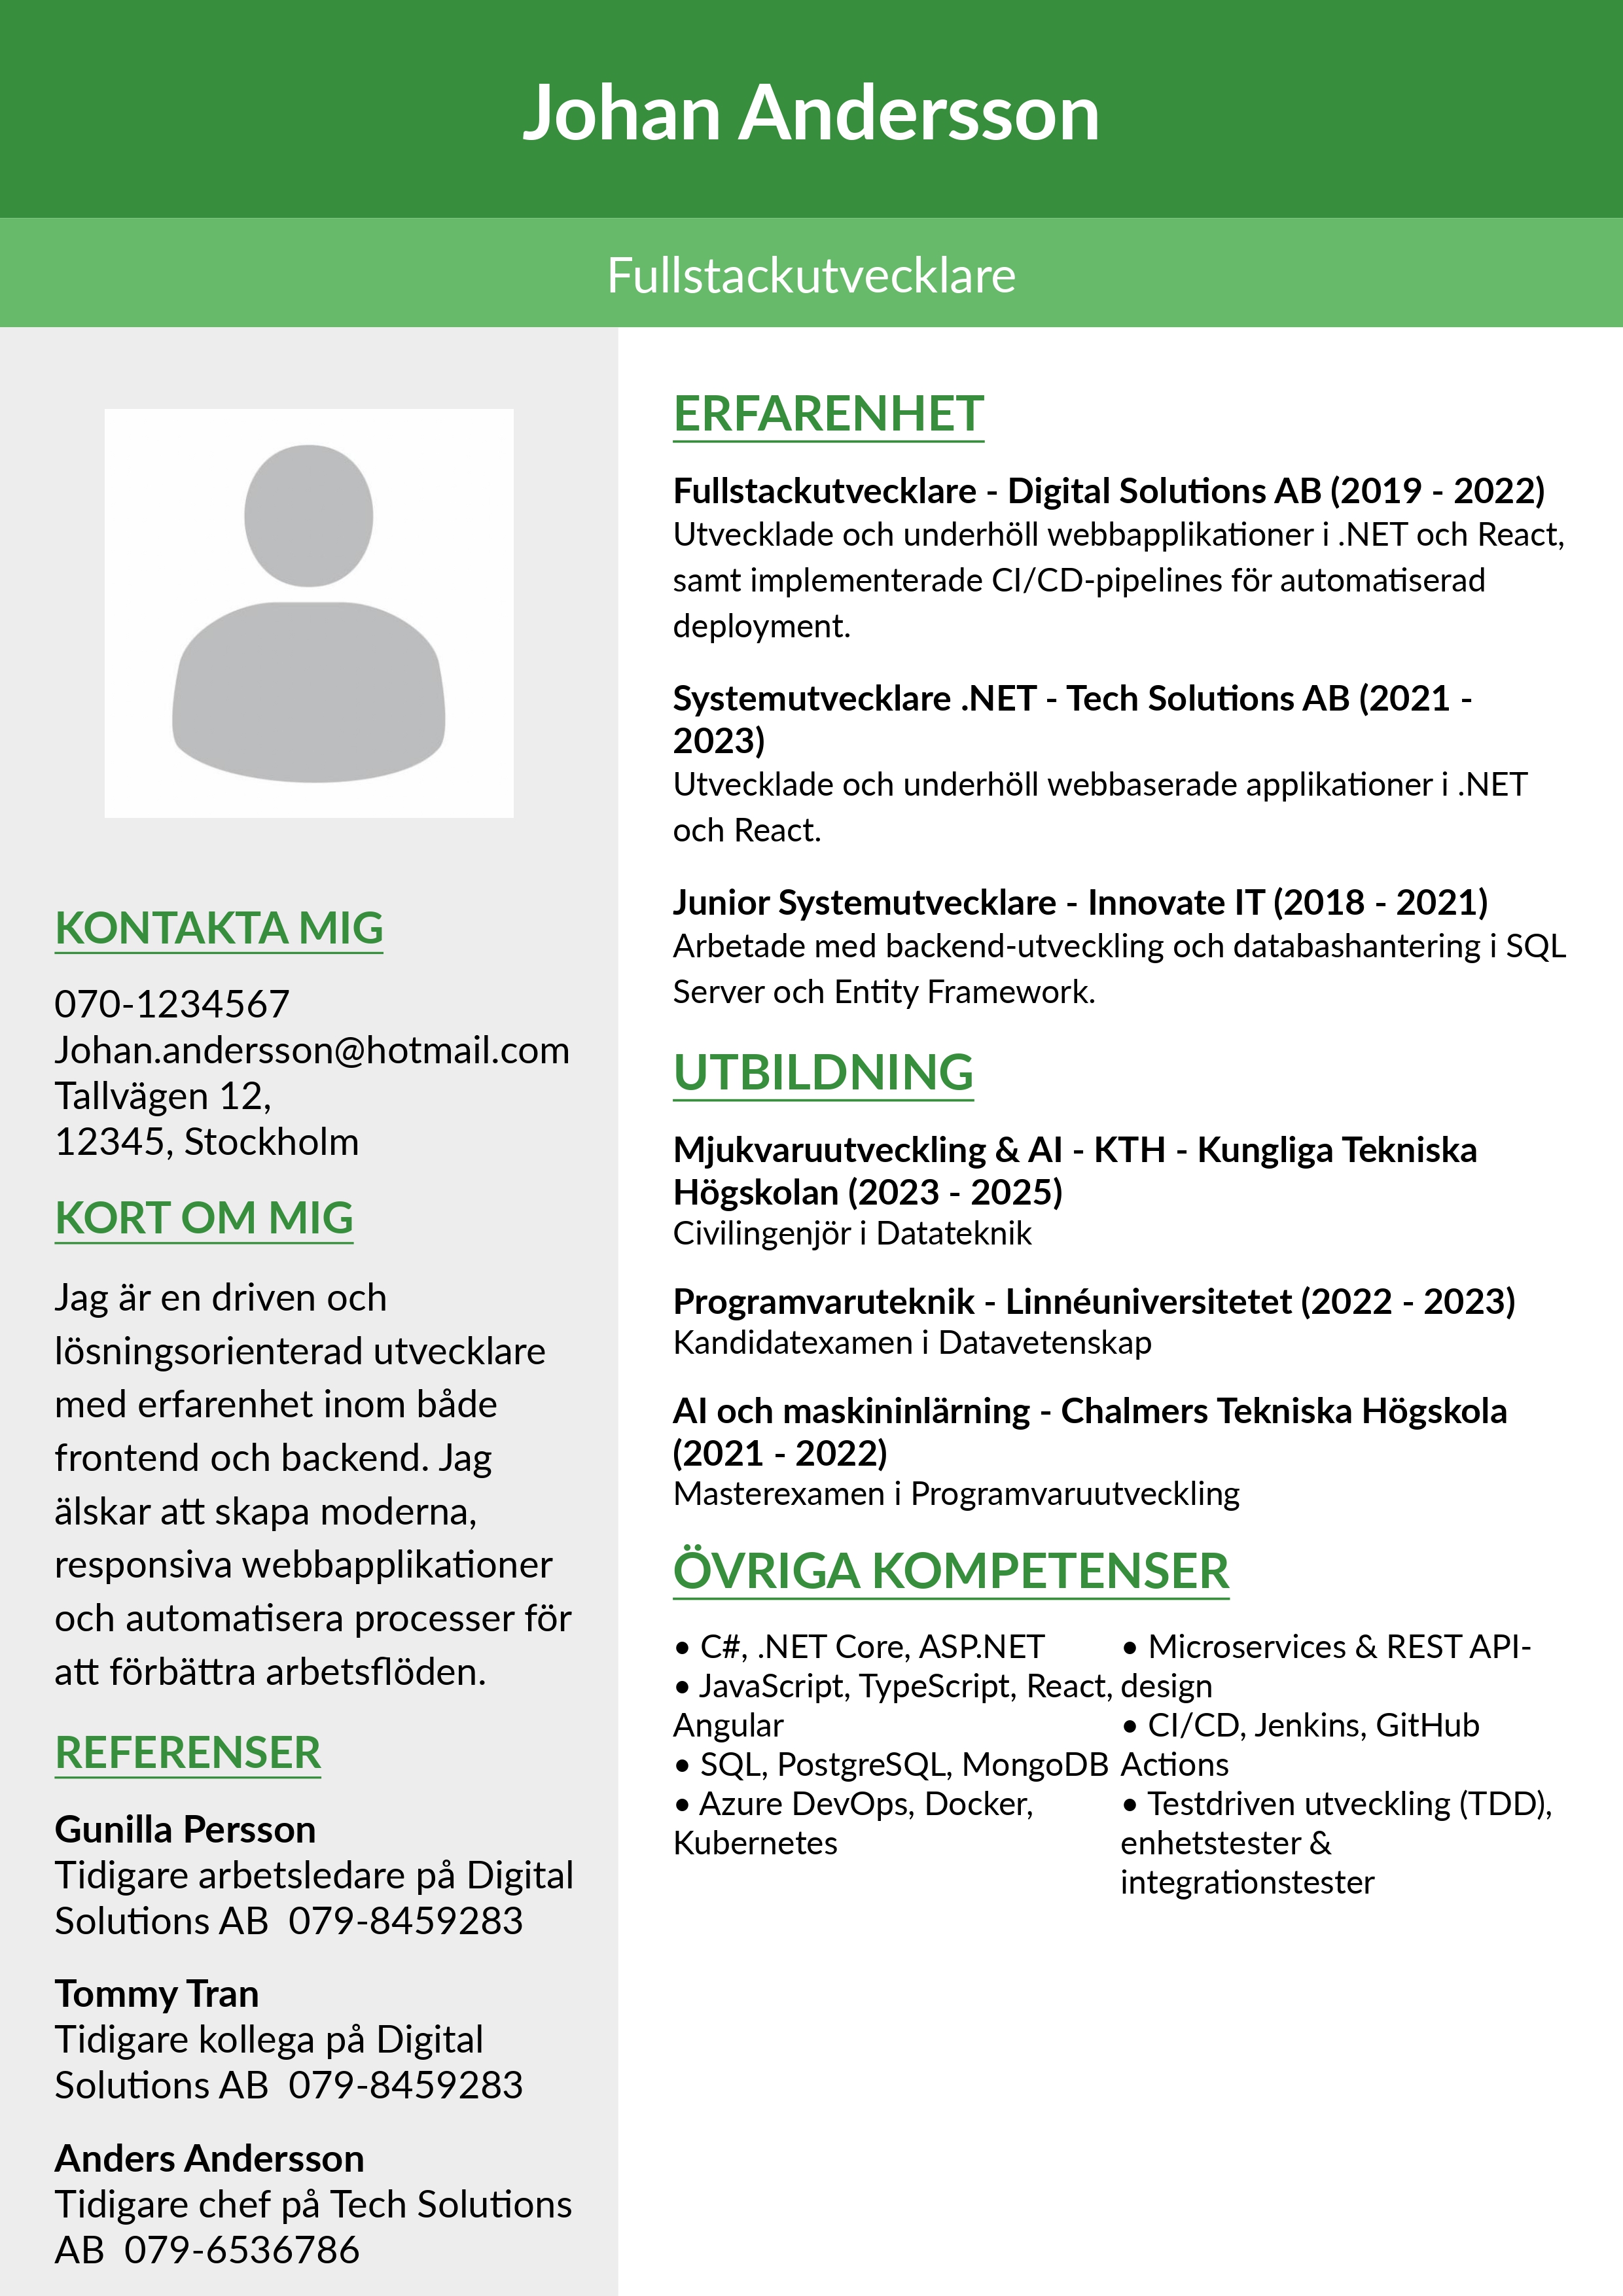 Johan Andersson
Fullstackutvecklare
KONTAKTA MIG
070-1234567
Johan.andersson@hotmail.com
Tallvägen 12,
12345, Stockholm
KORT OM MIG
Jag är en driven och
lösningsorienterad utvecklare
med erfarenhet inom både
frontend och backend. Jag
älskar att skapa moderna,
responsiva webbapplikationer
och automatisera processer för
att förbättra arbetsflöden.
REFERENSER
Gunilla Persson
Tidigare arbetsledare på Digital
Solutions AB  079-8459283
Tommy Tran
Tidigare kollega på Digital
Solutions AB  079-8459283
Anders Andersson
Tidigare chef på Tech Solutions
AB  079-6536786
ERFARENHET
Fullstackutvecklare - Digital Solutions AB (2019 - 2022)
Utvecklade och underhöll webbapplikationer i .NET och React,
samt implementerade CI/CD-pipelines för automatiserad
deployment.
Systemutvecklare .NET - Tech Solutions AB (2021 -
2023)
Utvecklade och underhöll webbaserade applikationer i .NET
och React.
Junior Systemutvecklare - Innovate IT (2018 - 2021)
Arbetade med backend-utveckling och databashantering i SQL
Server och Entity Framework.
UTBILDNING
Mjukvaruutveckling & AI - KTH - Kungliga Tekniska
Högskolan (2023 - 2025)
Civilingenjör i Datateknik
Programvaruteknik - Linnéuniversitetet (2022 - 2023)
Kandidatexamen i Datavetenskap
AI och maskininlärning - Chalmers Tekniska Högskola
(2021 - 2022)
Masterexamen i Programvaruutveckling
ÖVRIGA KOMPETENSER
• C#, .NET Core, ASP.NET
• JavaScript, TypeScript, React,
Angular
• SQL, PostgreSQL, MongoDB
• Azure DevOps, Docker,
Kubernetes
• Microservices & REST API-
design
• CI/CD, Jenkins, GitHub
Actions
• Testdriven utveckling (TDD),
enhetstester &
integrationstester